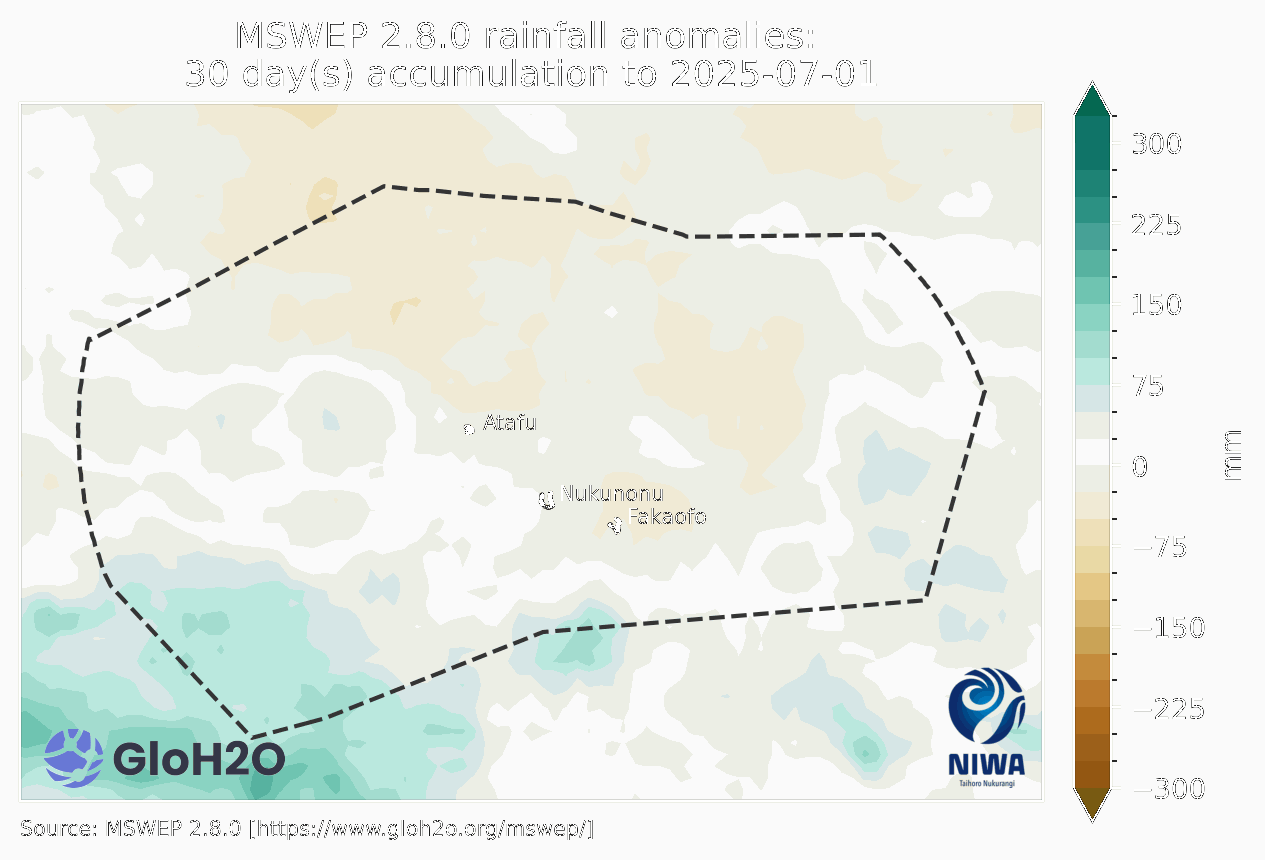 MSWEP 2.8.0 rainfall anomalies:
30 day(s) accumulation to 2025-07-01
300
225
150
75
0
−75
−150
−225
−300
mm
Atafu
Nukunonu
Fakaofo
GloH2O
NIWA
Taihoro Nukurangi
Source: MSWEP 2.8.0 [https://www.gloh2o.org/mswep/]